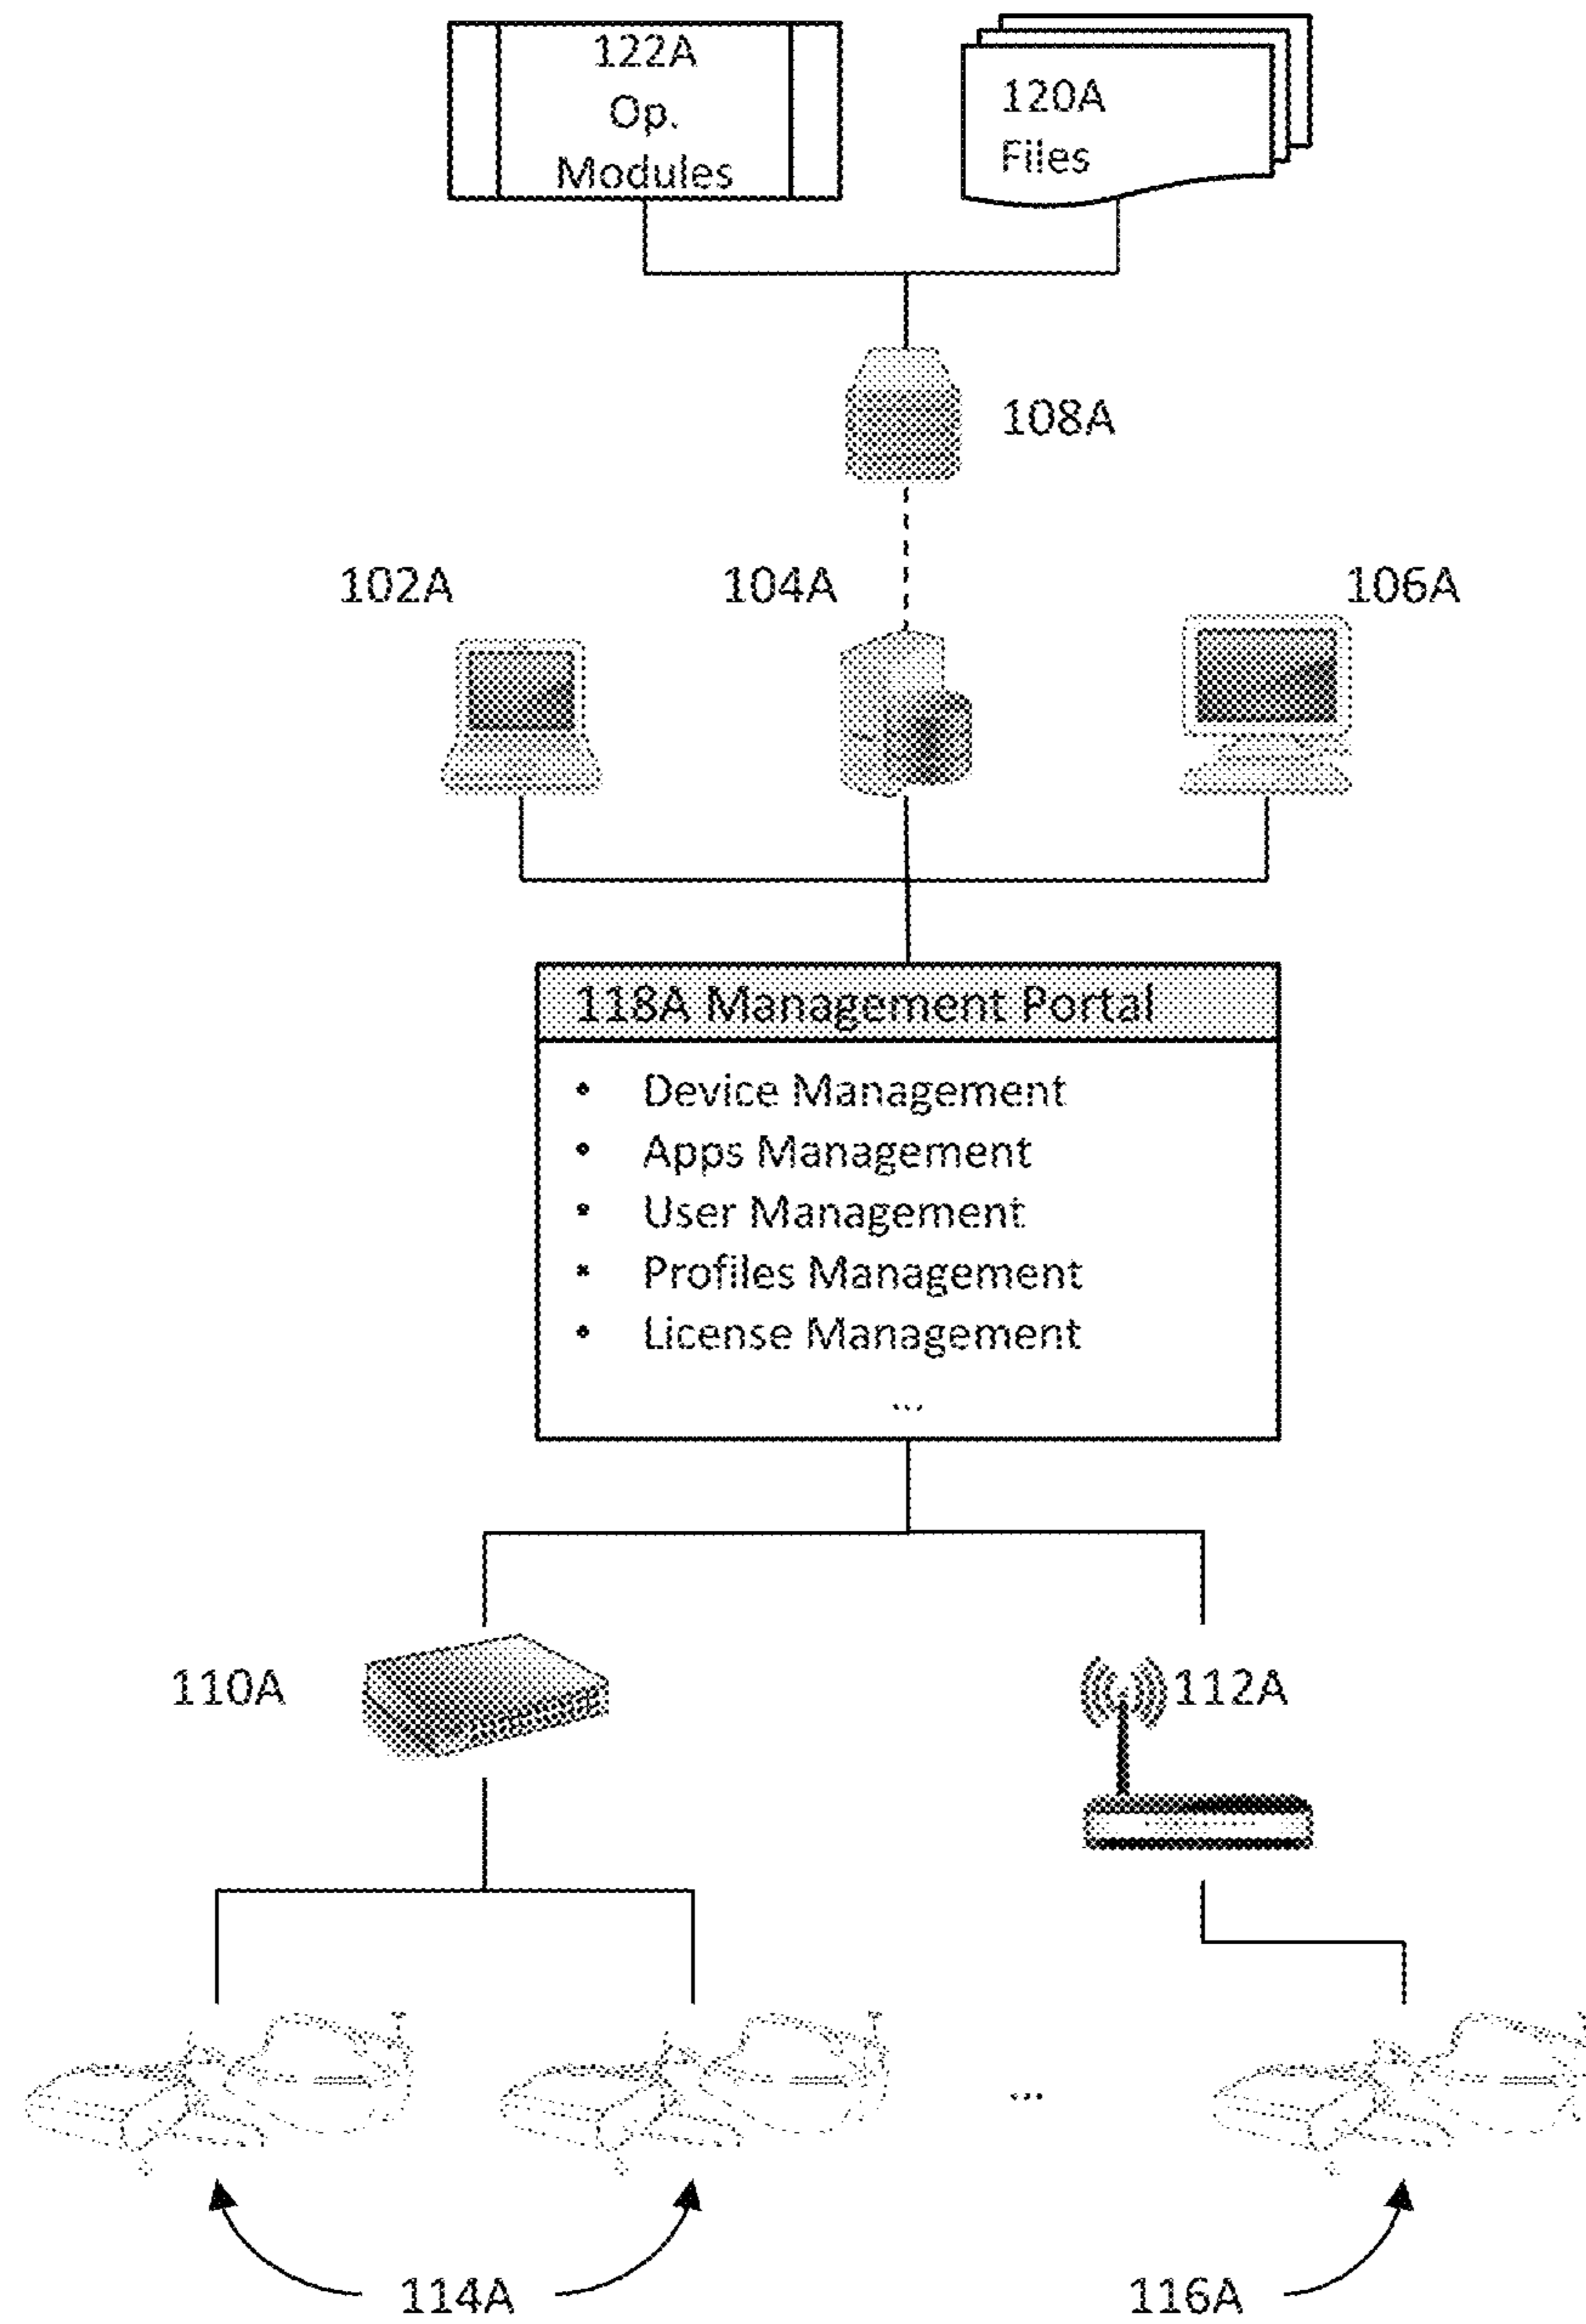 122A
Op.
Modules
120A
Files
108A
102A
104A
106A
118A Management Portal
• Device Management
• Apps Management
• User Management
• Profiles Management
• License Management
...
110A
112A
...
114A
116A